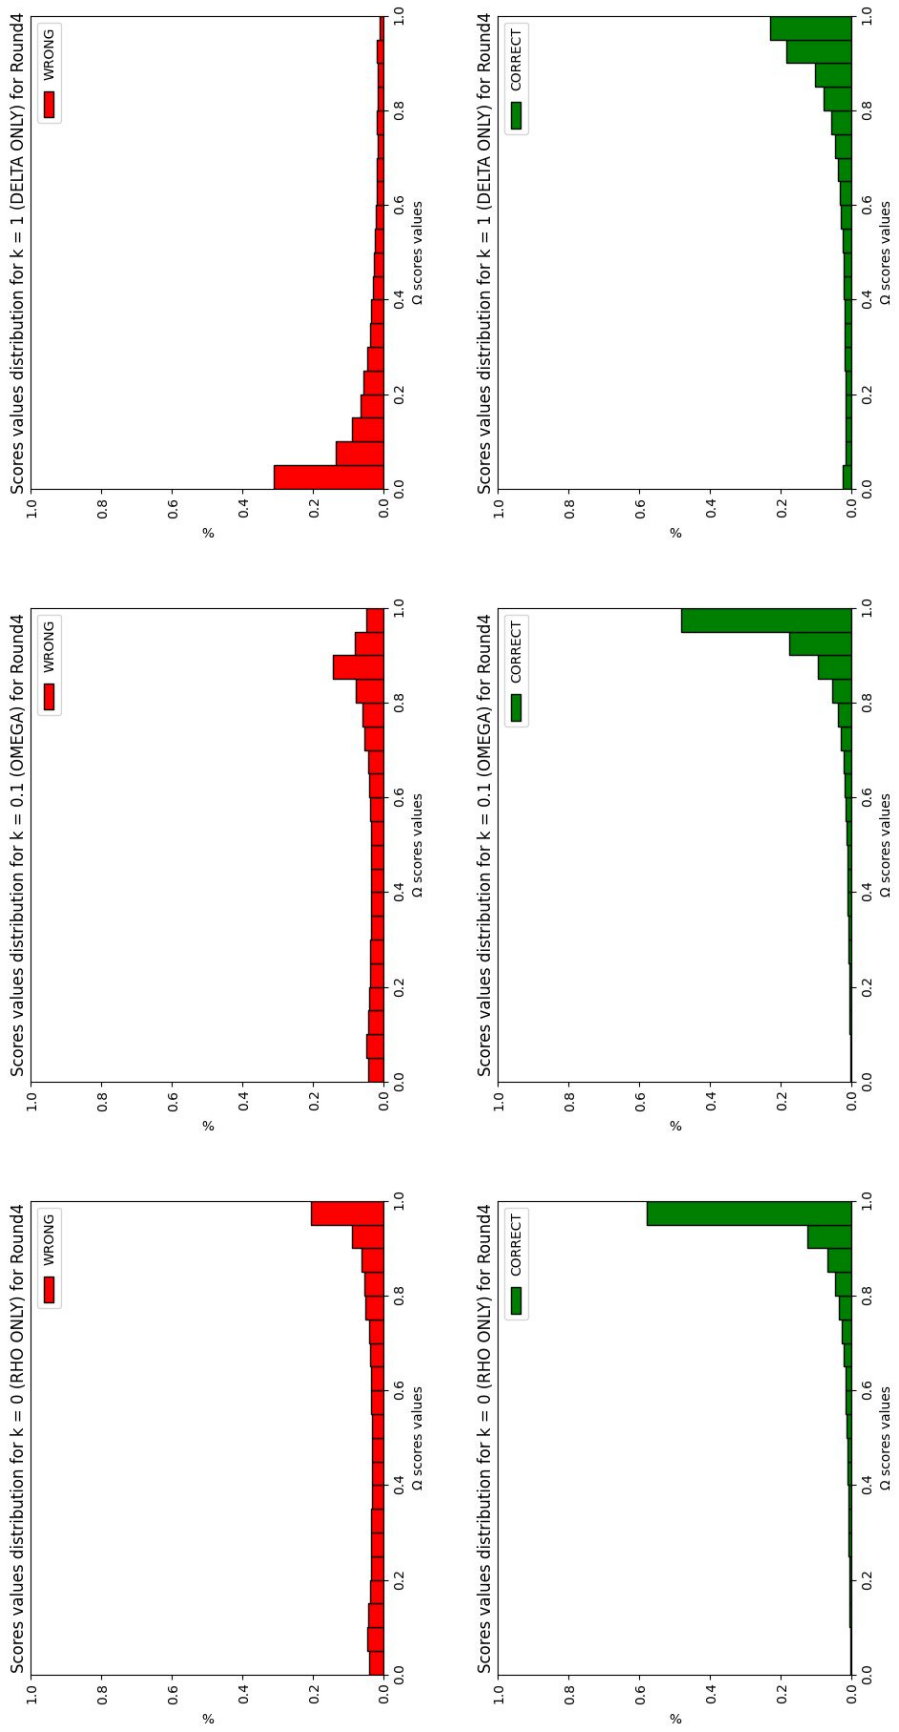 Scores values distribution for k = 0 (RHO ONLY) for Round4
WRONG
1.0
0.8
0.6
0.4
0.2
0.0
%
0.0 0.2 0.4 0.6 0.8 1.0
Ω scores values
Scores values distribution for k = 0.1 (OMEGA) for Round4
WRONG
1.0
0.8
0.6
0.4
0.2
0.0
%
0.0 0.2 0.4 0.6 0.8 1.0
Ω scores values
Scores values distribution for k = 1 (DELTA ONLY) for Round4
WRONG
1.0
0.8
0.6
0.4
0.2
0.0
%
0.0 0.2 0.4 0.6 0.8 1.0
Ω scores values
Scores values distribution for k = 0 (RHO ONLY) for Round4
CORRECT
1.0
0.8
0.6
0.4
0.2
0.0
%
0.0 0.2 0.4 0.6 0.8 1.0
Ω scores values
Scores values distribution for k = 0.1 (OMEGA) for Round4
CORRECT
1.0
0.8
0.6
0.4
0.2
0.0
%
0.0 0.2 0.4 0.6 0.8 1.0
Ω scores values
Scores values distribution for k = 1 (DELTA ONLY) for Round4
CORRECT
1.0
0.8
0.6
0.4
0.2
0.0
%
0.0 0.2 0.4 0.6 0.8 1.0
Ω scores values